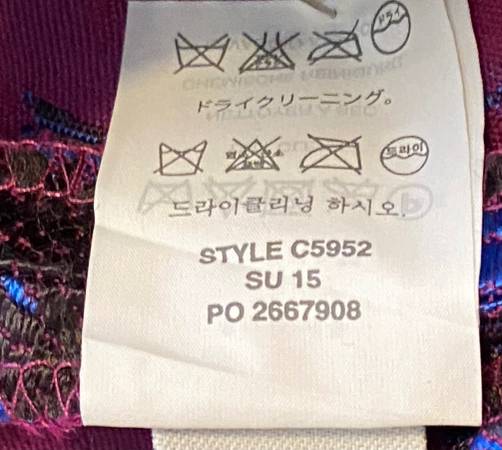 ドライ
ドライクリーニング。
드라이
드라이클리닝 하시오.
STYLE C5952
SU 15
PO 2667908